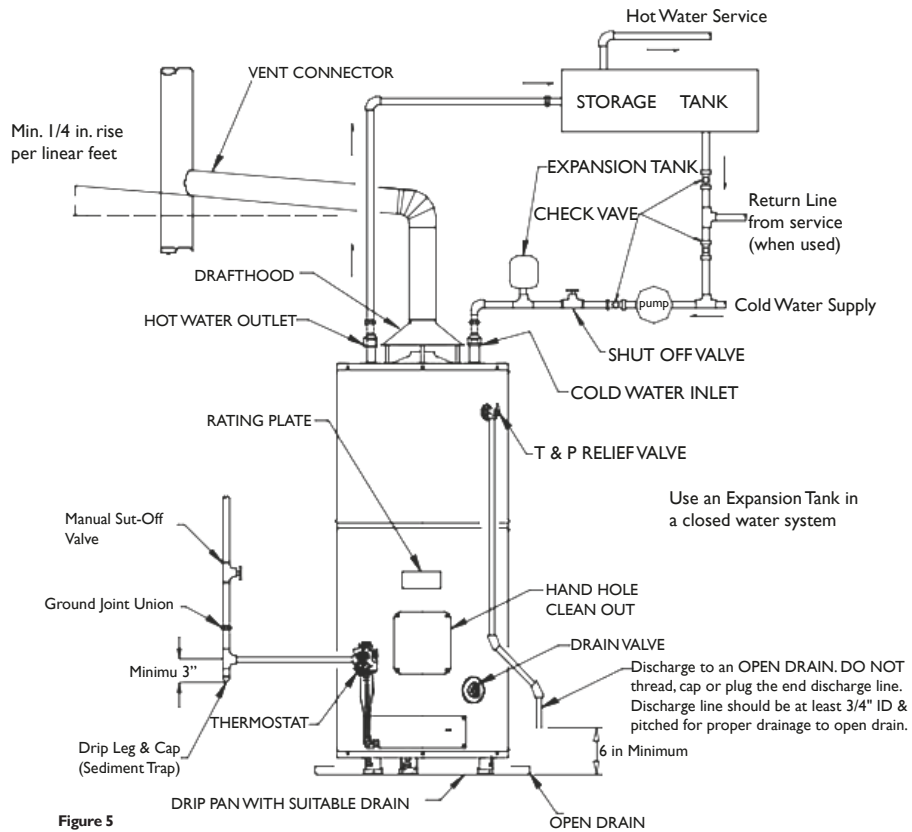 Hot Water Service
VENT CONNECTOR
STORAGE TANK
Min. 1/4 in. rise
per linear feet
EXPANSION TANK
CHECK VAVE
Return Line
from service
(when used)
DRAFTHOOD
pump
Cold Water Supply
HOT WATER OUTLET
SHUT OFF VALVE
COLD WATER INLET
RATING PLATE
T & P RELIEF VALVE
Use an Expansion Tank in
a closed water system
Manual Sut-Off
Valve
Ground Joint Union
HAND HOLE
CLEAN OUT
DRAIN VALVE
Minimu 3”
Discharge to an OPEN DRAIN. DO NOT
thread, cap or plug the end discharge line.
Discharge line should be at least 3/4" ID &
pitched for proper drainage to open drain.
THERMOSTAT
Drip Leg & Cap
(Sediment Trap)
6 in Minimum
DRIP PAN WITH SUITABLE DRAIN
OPEN DRAIN
Figure 5